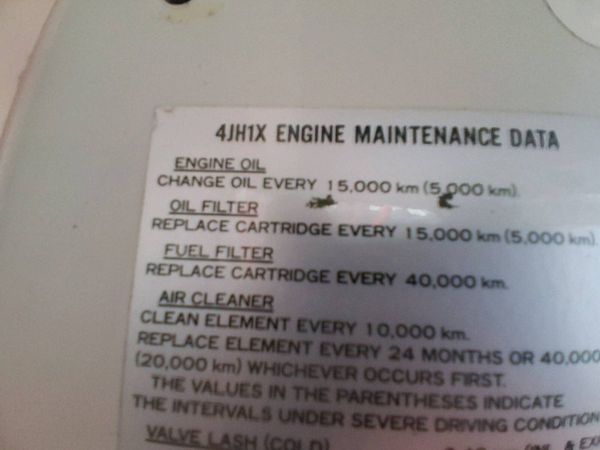 4JH1X ENGINE MAINTENANCE DATA
ENGINE OIL
CHANGE OIL EVERY 15,000 km (5,000 km).
OIL FILTER
REPLACE CARTRIDGE EVERY 15,000 km (5,000 km).
FUEL FILTER
REPLACE CARTRIDGE EVERY 40,000 km.
AIR CLEANER
CLEAN ELEMENT EVERY 10,000 km.
REPLACE ELEMENT EVERY 24 MONTHS OR 40,000
(20,000 km) WHICHEVER OCCURS FIRST.
THE VALUES IN THE PARENTHESES INDICATE
THE INTERVALS UNDER SEVERE DRIVING CONDITION
VALVE LASH (COLD)